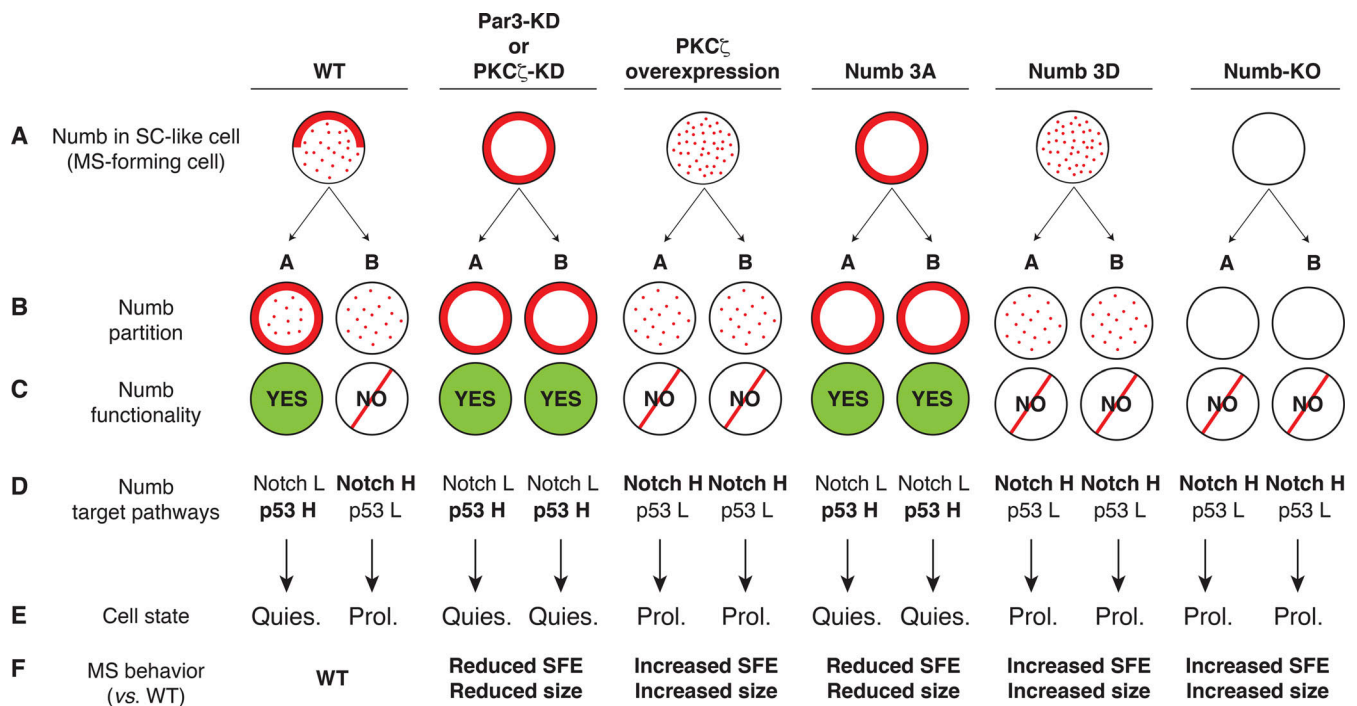 Par3-KD
or
PKCζ-KD
PKCζ
overexpression
WT
Numb 3A
Numb 3D
Numb-KO
A
Numb in SC-like cell
(MS-forming cell)
A B A B A B A B A B A B
B
Numb
partition
C
Numb
functionality
YES NO YES YES NO NO YES YES NO NO NO NO
D
Numb
target pathways
Notch L Notch H Notch L Notch L Notch H Notch H Notch L Notch L Notch H Notch H Notch H Notch H
p53 H p53 L p53 H p53 H p53 L p53 L p53 H p53 H p53 L p53 L p53 L p53 L
E
Cell state
Quies. Prol. Quies. Quies. Prol. Prol. Quies. Quies. Prol. Prol. Prol. Prol.
F
MS behavior
(vs. WT)
WT
Reduced SFE
Reduced size
Increased SFE
Increased size
Reduced SFE
Reduced size
Increased SFE
Increased size
Increased SFE
Increased size